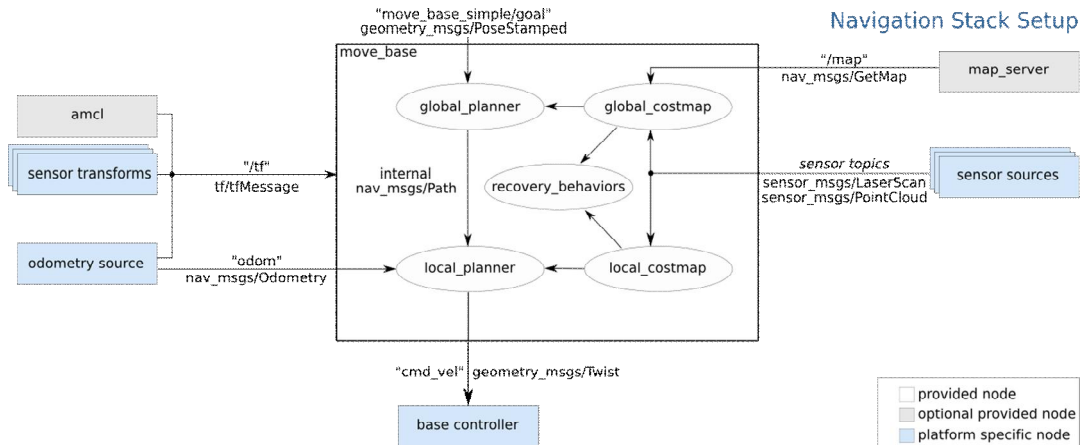 Navigation Stack Setup
"move_base_simple/goal"
geometry_msgs/PoseStamped
move_base
"/map"
nav_msgs/GetMap
map_server
global_planner
global_costmap
amcl
sensor transforms
"/tf"
tf/tfMessage
internal
nav_msgs/Path
recovery_behaviors
sensor topics
sensor_msgs/LaserScan
sensor_msgs/PointCloud
sensor sources
odometry source
"odom"
nav_msgs/Odometry
local_planner
local_costmap
"cmd_vel" geometry_msgs/Twist
base controller
provided node
optional provided node
platform specific node